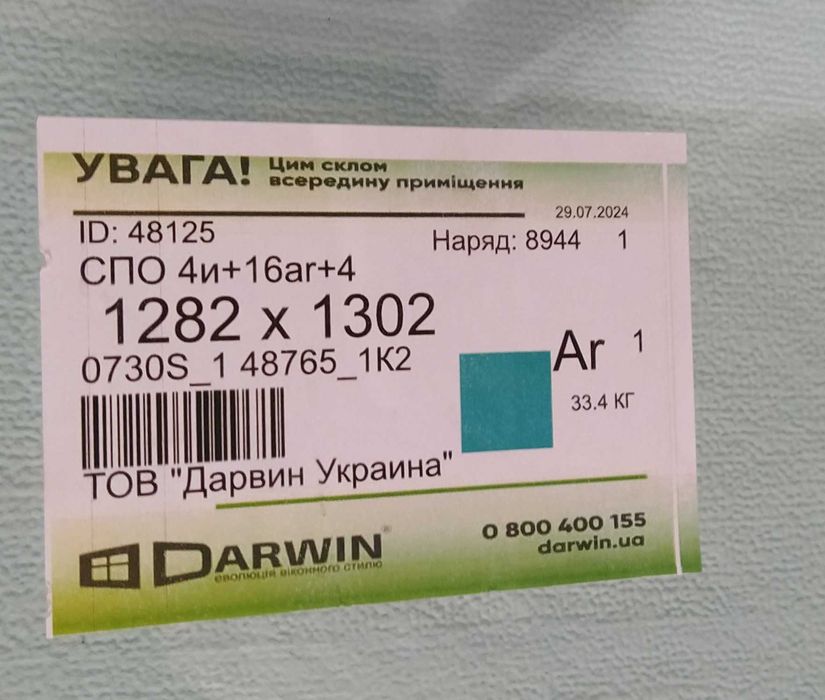 УВАГА! Цим склом
всередину приміщення
29.07.2024
ID: 48125
Наряд: 8944 1
СПО 4и+16ar+4
1282 x 1302
0730S_1 48765_1К2
Ar 1
33.4 КГ
ТОВ "Дарвин Украина"
DARWIN
еволюція віконного стилю
0 800 400 155
darwin.ua